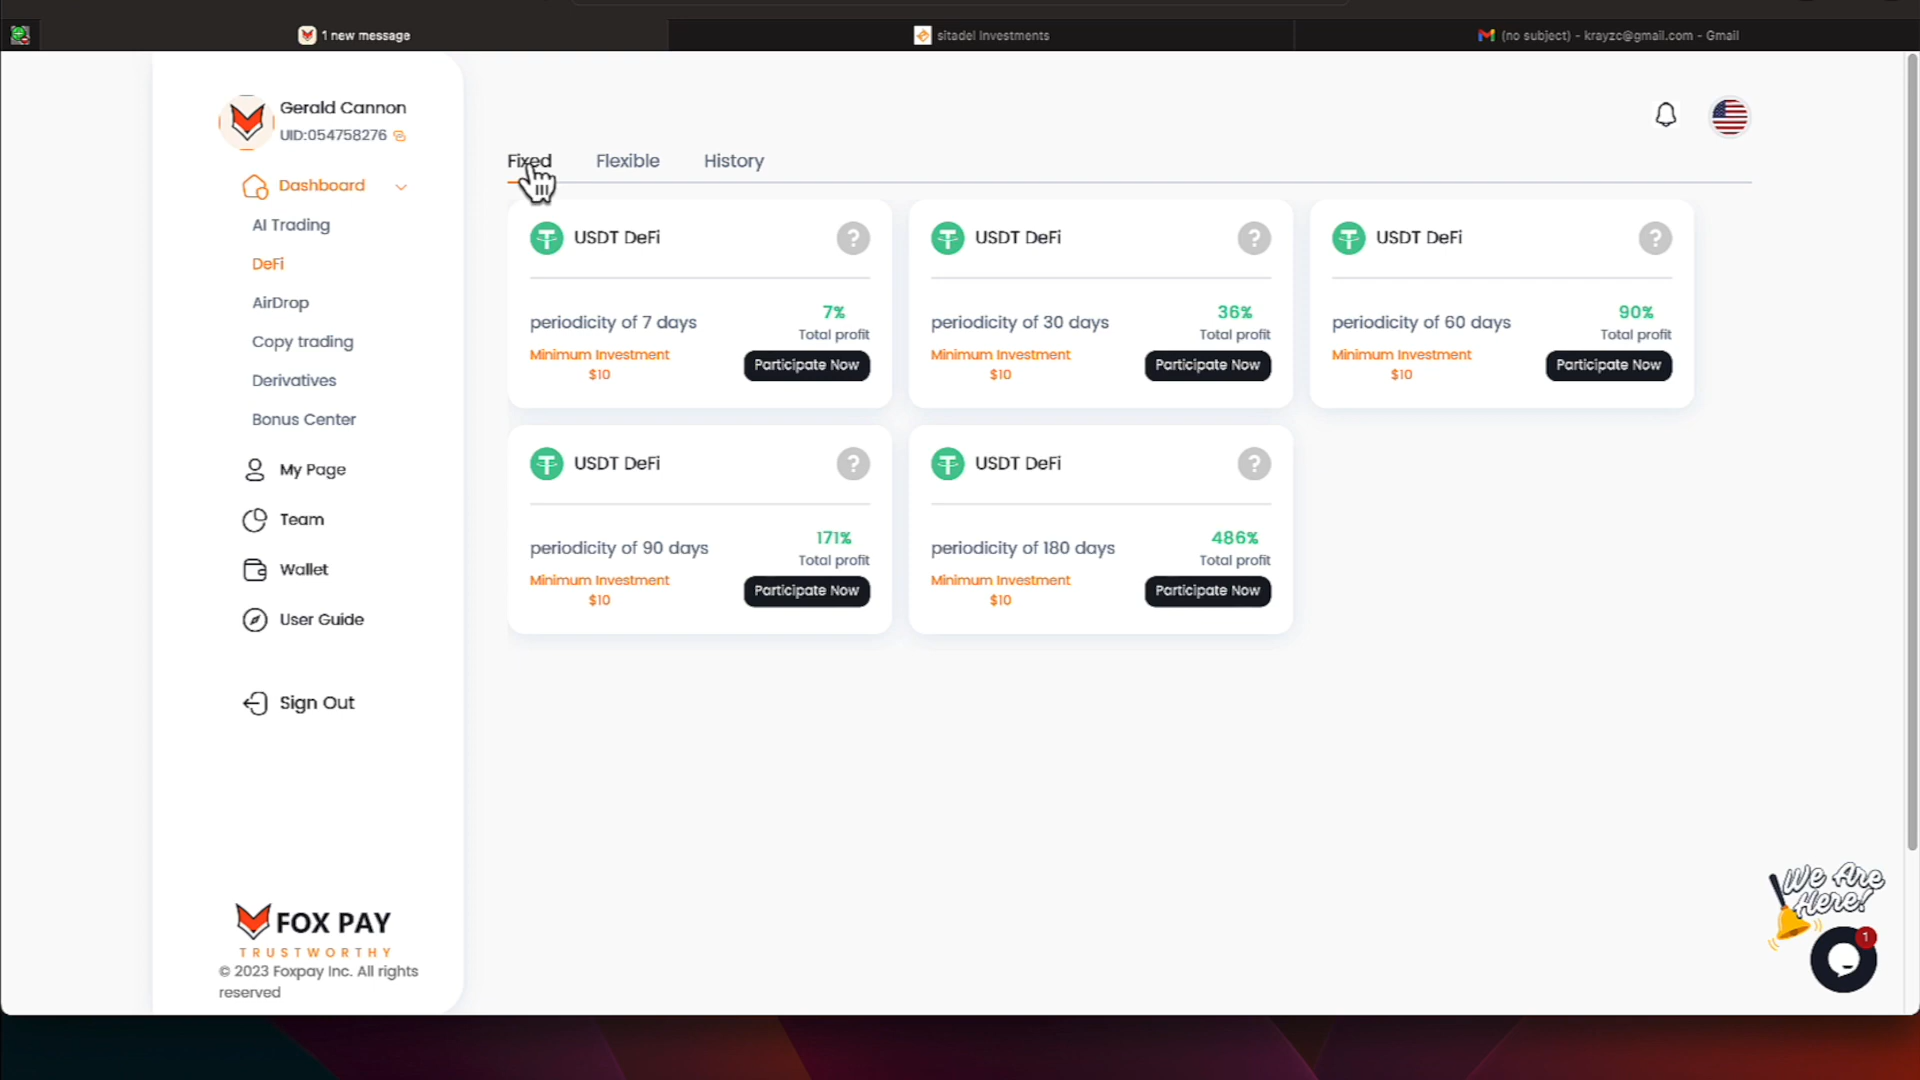 1 new message
sitadel Investments
(no subject) - krayzc@gmail.com - Gmail
Gerald Cannon
UID:054758276
Dashboard
AI Trading
DeFi
AirDrop
Copy trading
Derivatives
Bonus Center
My Page
Team
Wallet
User Guide
Sign Out
FOX PAY
TRUSTWORTHY
© 2023 Foxpay Inc. All rights
reserved
Fixed Flexible History
USDT DeFi ?
periodicity of 7 days
7%
Total profit
Minimum Investment
$10
Participate Now
USDT DeFi ?
periodicity of 30 days
36%
Total profit
Minimum Investment
$10
Participate Now
USDT DeFi ?
periodicity of 60 days
90%
Total profit
Minimum Investment
$10
Participate Now
USDT DeFi ?
periodicity of 90 days
171%
Total profit
Minimum Investment
$10
Participate Now
USDT DeFi ?
periodicity of 180 days
486%
Total profit
Minimum Investment
$10
Participate Now
We Are
Here!
1